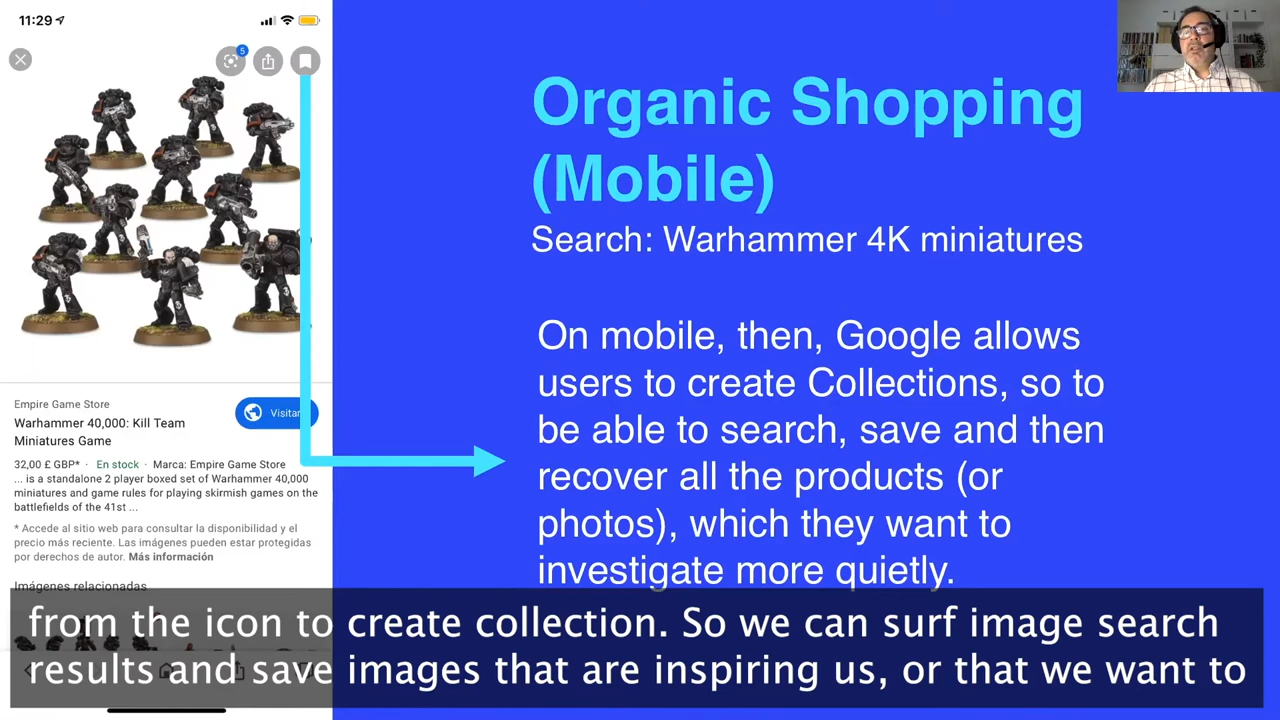 11:29
5
Organic Shopping
(Mobile)
Search: Warhammer 4K miniatures
On mobile, then, Google allows
users to create Collections, so to
be able to search, save and then
recover all the products (or
photos), which they want to
investigate more quietly.
Empire Game Store
Warhammer 40,000: Kill Team
Miniatures Game
Visitar
32,00 £ GBP* · En stock · Marca: Empire Game Store
... is a standalone 2 player boxed set of Warhammer 40,000
miniatures and game rules for playing skirmish games on the
battlefields of the 41st ...
* Accede al sitio web para consultar la disponibilidad y el
precio más reciente. Las imágenes pueden estar protegidas
por derechos de autor. Más información
Imágenes relacionadas
from the icon to create collection. So we can surf image search
results and save images that are inspiring us, or that we want to